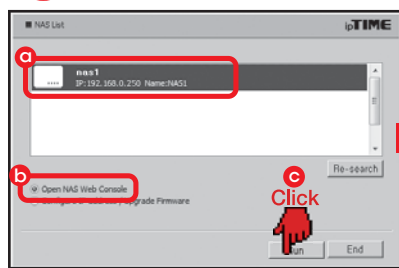 NAS List
ipTIME
a
nas1
IP:192.168.0.250 Name:NAS1
Re-search
b
Open NAS Web Console
Upgrade Firmware
c
Click
Run
End